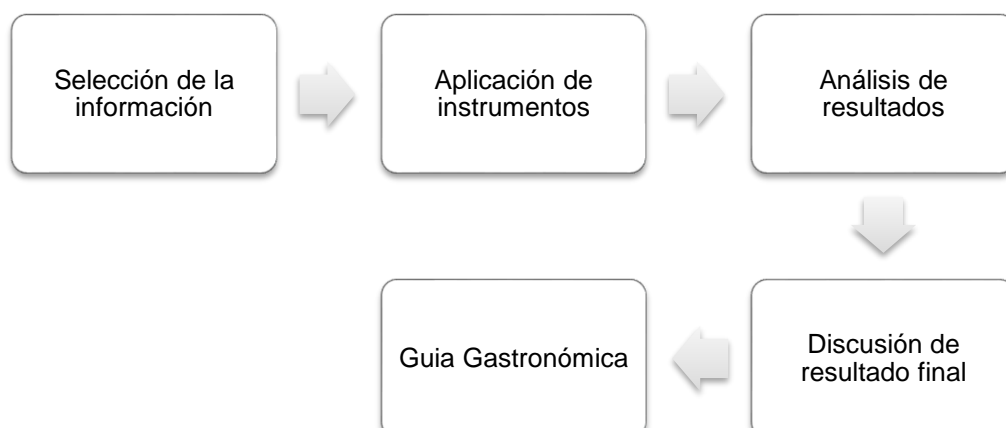 Selección de la
información
Aplicación de
instrumentos
Análisis de
resultados
Guia Gastronómica
Discusión de
resultado final